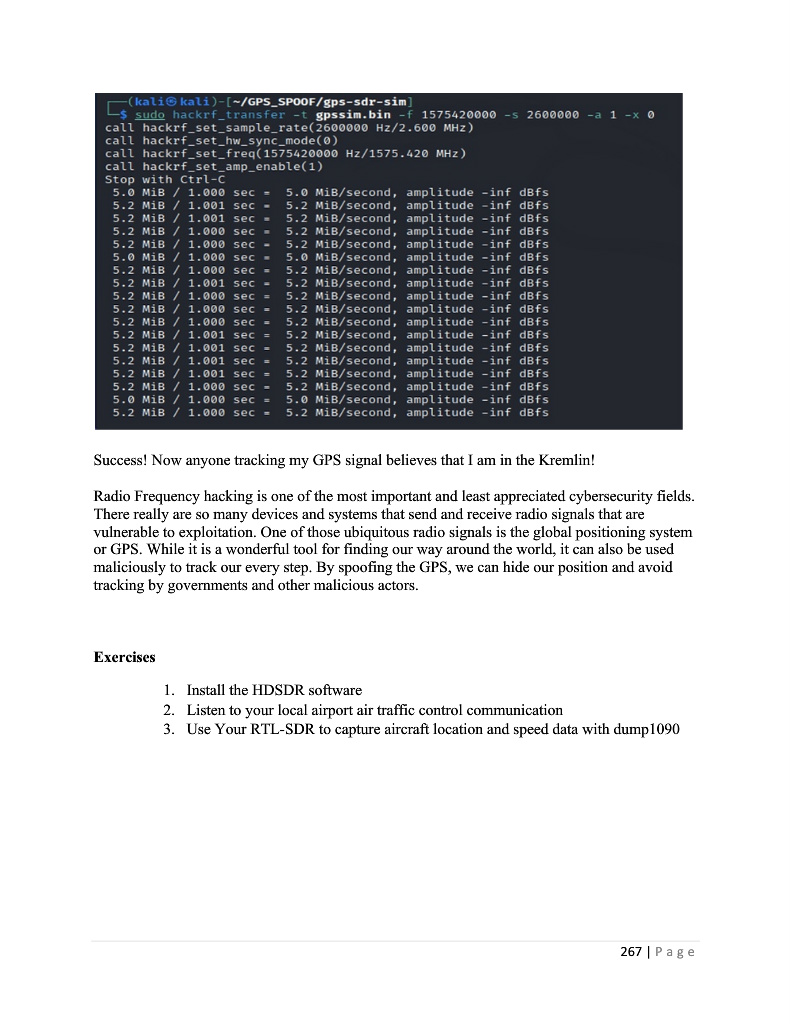 (kali㉿kali)-[~/GPS_SPOOF/gps-sdr-sim]
$ sudo hackrf_transfer -t gpssim.bin -f 1575420000 -s 2600000 -a 1 -x 0
call hackrf_set_sample_rate(2600000 Hz/2.600 MHz)
call hackrf_set_hw_sync_mode(0)
call hackrf_set_freq(1575420000 Hz/1575.420 MHz)
call hackrf_set_amp_enable(1)
Stop with Ctrl-C
5.0 MiB / 1.000 sec = 5.0 MiB/second, amplitude -inf dBfs
5.2 MiB / 1.001 sec = 5.2 MiB/second, amplitude -inf dBfs
5.2 MiB / 1.001 sec = 5.2 MiB/second, amplitude -inf dBfs
5.2 MiB / 1.000 sec = 5.2 MiB/second, amplitude -inf dBfs
5.2 MiB / 1.000 sec = 5.2 MiB/second, amplitude -inf dBfs
5.0 MiB / 1.000 sec = 5.0 MiB/second, amplitude -inf dBfs
5.2 MiB / 1.000 sec = 5.2 MiB/second, amplitude -inf dBfs
5.2 MiB / 1.001 sec = 5.2 MiB/second, amplitude -inf dBfs
5.2 MiB / 1.000 sec = 5.2 MiB/second, amplitude -inf dBfs
5.2 MiB / 1.000 sec = 5.2 MiB/second, amplitude -inf dBfs
5.2 MiB / 1.000 sec = 5.2 MiB/second, amplitude -inf dBfs
5.2 MiB / 1.001 sec = 5.2 MiB/second, amplitude -inf dBfs
5.2 MiB / 1.001 sec = 5.2 MiB/second, amplitude -inf dBfs
5.2 MiB / 1.001 sec = 5.2 MiB/second, amplitude -inf dBfs
5.2 MiB / 1.001 sec = 5.2 MiB/second, amplitude -inf dBfs
5.2 MiB / 1.000 sec = 5.2 MiB/second, amplitude -inf dBfs
5.0 MiB / 1.000 sec = 5.0 MiB/second, amplitude -inf dBfs
5.2 MiB / 1.000 sec = 5.2 MiB/second, amplitude -inf dBfs
Success! Now anyone tracking my GPS signal believes that I am in the Kremlin!
Radio Frequency hacking is one of the most important and least appreciated cybersecurity fields.
There really are so many devices and systems that send and receive radio signals that are
vulnerable to exploitation. One of those ubiquitous radio signals is the global positioning system
or GPS. While it is a wonderful tool for finding our way around the world, it can also be used
maliciously to track our every step. By spoofing the GPS, we can hide our position and avoid
tracking by governments and other malicious actors.
Exercises
1. Install the HDSDR software
2. Listen to your local airport air traffic control communication
3. Use Your RTL-SDR to capture aircraft location and speed data with dump1090
267 | P a g e